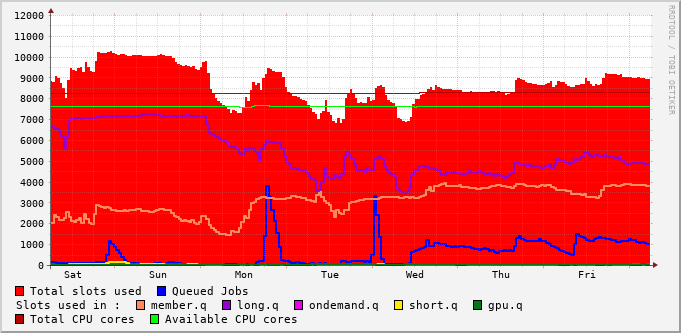 12000
11000
10000
9000
8000
7000
6000
5000
4000
3000
2000
1000
0
Sat Sun Mon Tue Wed Thu Fri
RRDTOOL / TOBI OETIKER
Total slots used Queued Jobs
Slots used in : member.q long.q ondemand.q short.q gpu.q
Total CPU cores Available CPU cores